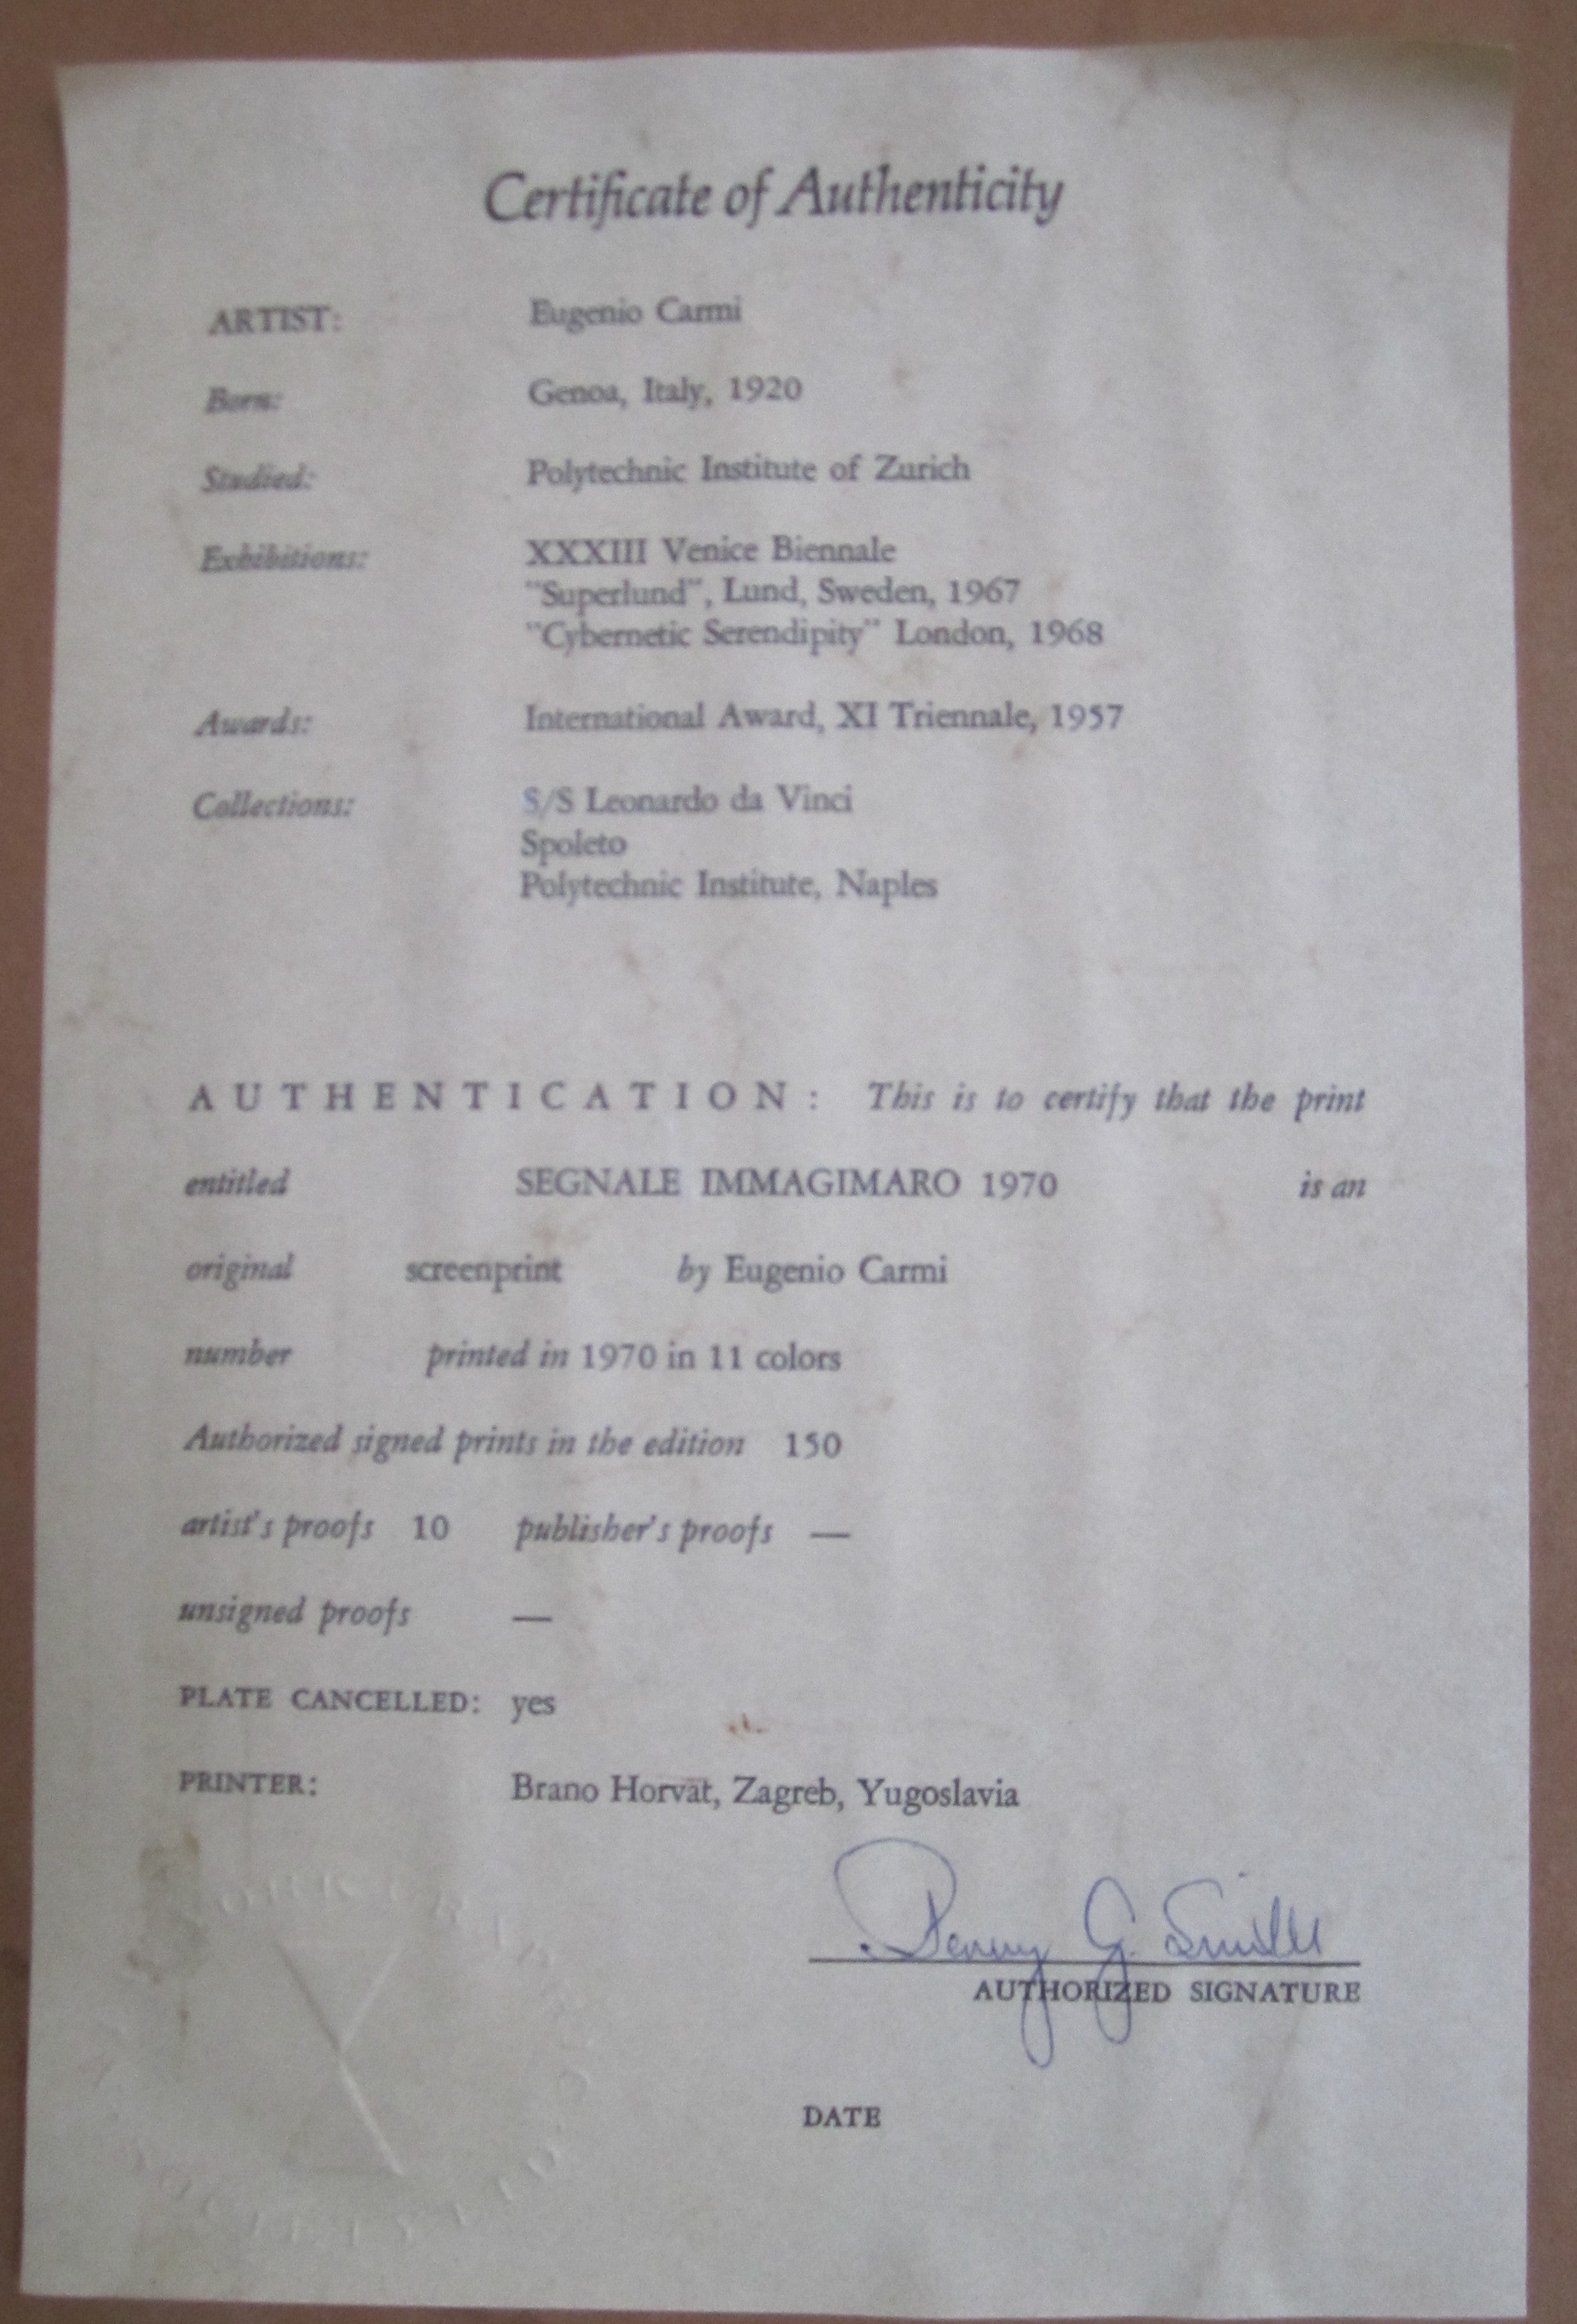 Certificate of Authenticity
ARTIST: Eugenio Carmi
Born: Genoa, Italy, 1920
Studied: Polytechnic Institute of Zurich
Exhibitions: XXXIII Venice Biennale
"Superlund", Lund, Sweden, 1967
"Cybernetic Serendipity" London, 1968
Awards: International Award, XI Triennale, 1957
Collections: S/S Leonardo da Vinci
Spoleto
Polytechnic Institute, Naples
AUTHENTICATION: This is to certify that the print
entitled SEGNALE IMMAGIMARO 1970 is an
original screenprint by Eugenio Carmi
number printed in 1970 in 11 colors
Authorized signed prints in the edition 150
artist's proofs 10 publisher's proofs —
unsigned proofs —
PLATE CANCELLED: yes
PRINTER: Brano Horvat, Zagreb, Yugoslavia
G. Smith
AUTHORIZED SIGNATURE
DATE